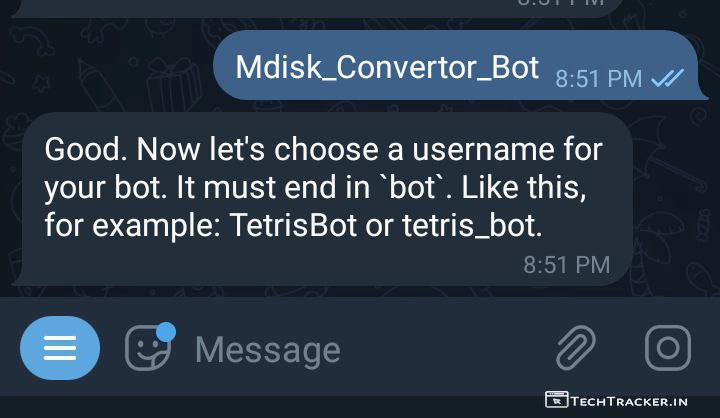 Mdisk_Convertor_Bot 8:51 PM
Good. Now let's choose a username for
your bot. It must end in `bot`. Like this,
for example: TetrisBot or tetris_bot.
8:51 PM
Message
TECHTRACKER.IN